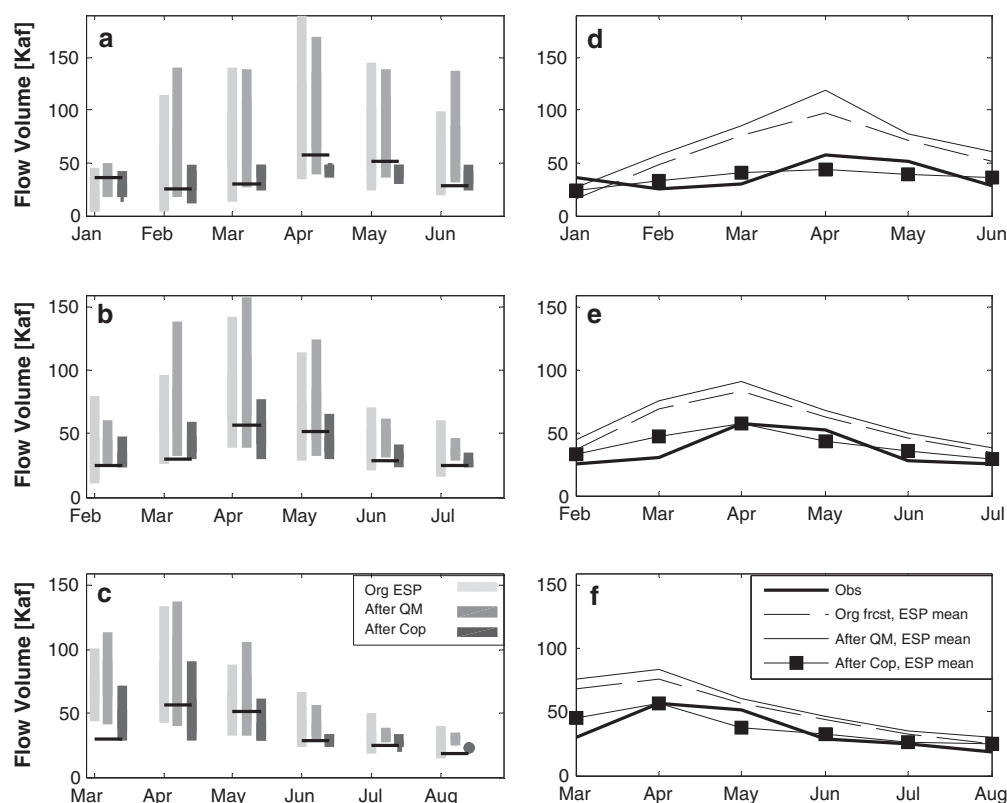 a
Flow Volume [Kaf]
150
100
50
0
Jan Feb Mar Apr May Jun
d
150
100
50
0
Jan Feb Mar Apr May Jun
b
Flow Volume [Kaf]
150
100
50
0
Feb Mar Apr May Jun Jul
e
150
100
50
0
Feb Mar Apr May Jun Jul
c
Flow Volume [Kaf]
150
100
50
0
Org ESP
After QM
After Cop
Mar Apr May Jun Jul Aug
f
150
100
50
0
Obs
Org frcst, ESP mean
After QM, ESP mean
After Cop, ESP mean
Mar Apr May Jun Jul Aug